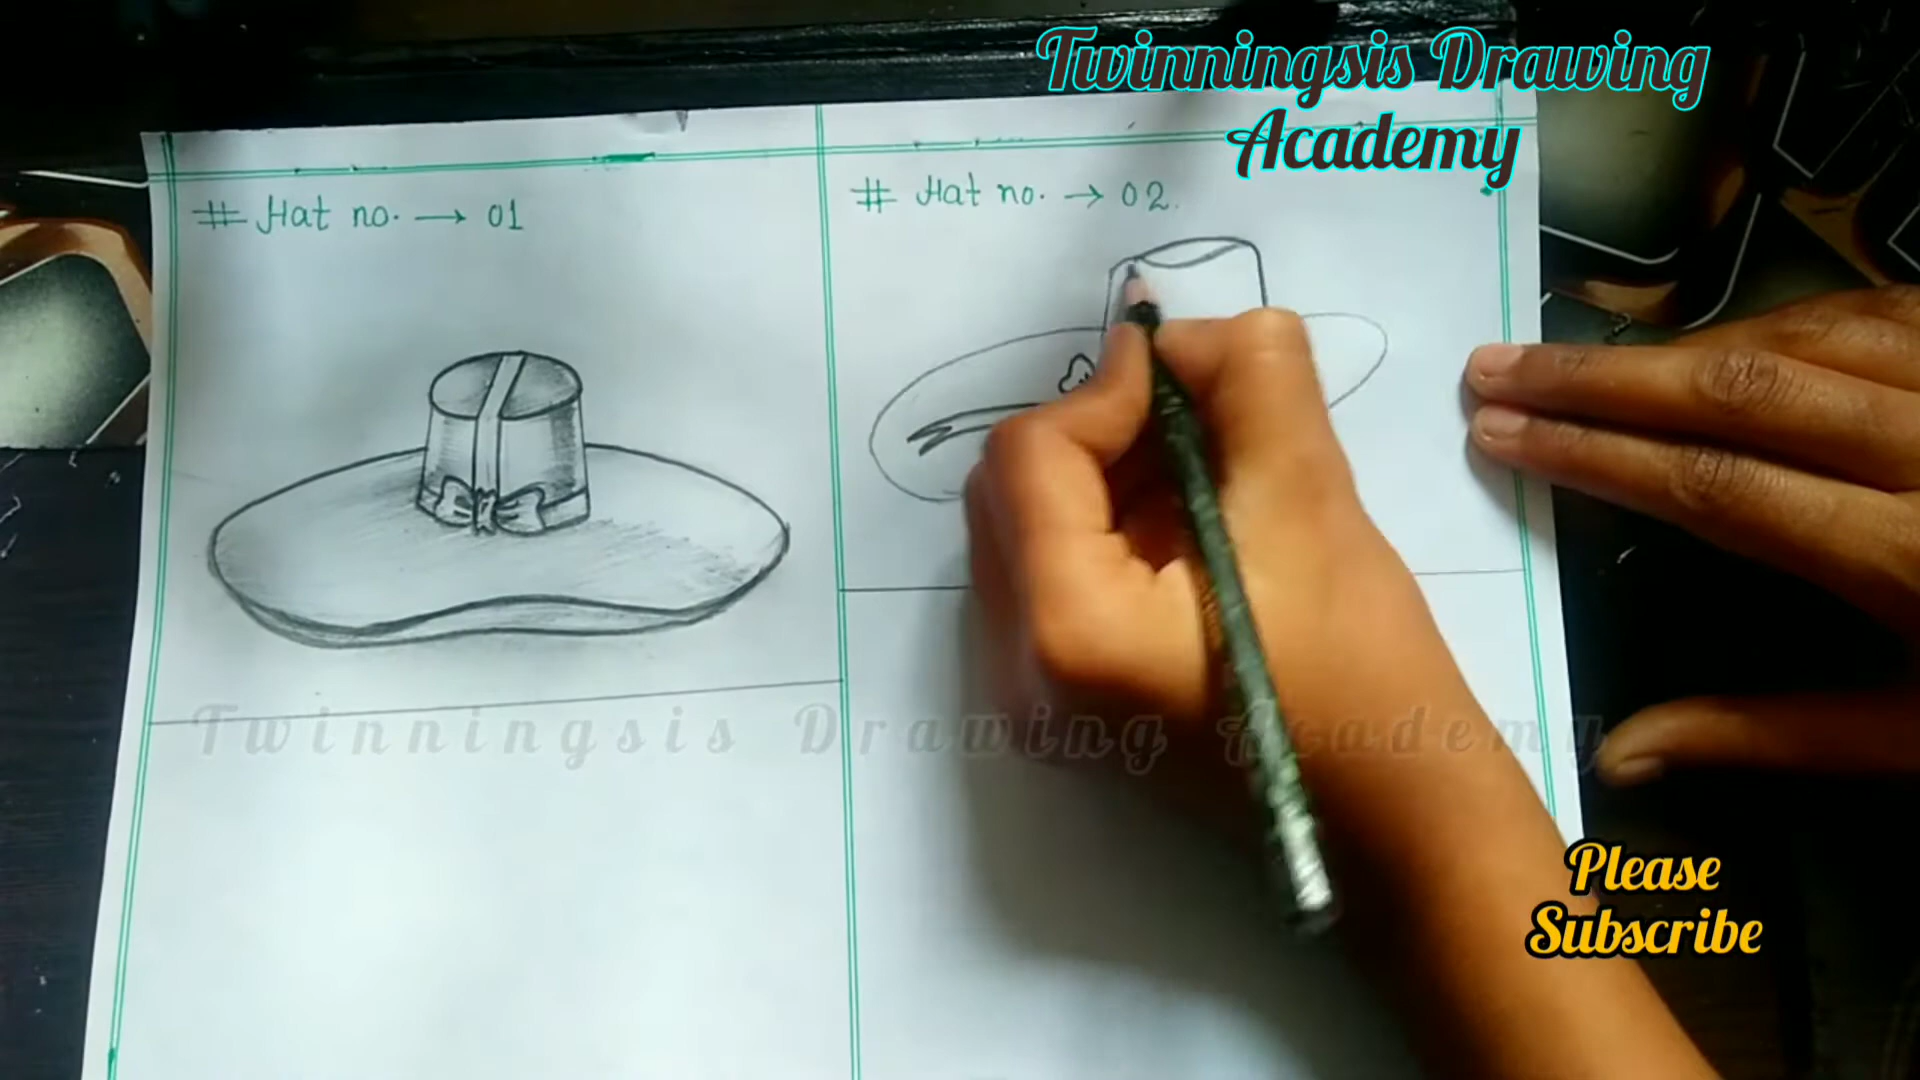 Twinningsis Drawing
Academy
# Hat no. → 01
# Hat no. → 02.
Twinningsis Drawing Academy
Please
Subscribe